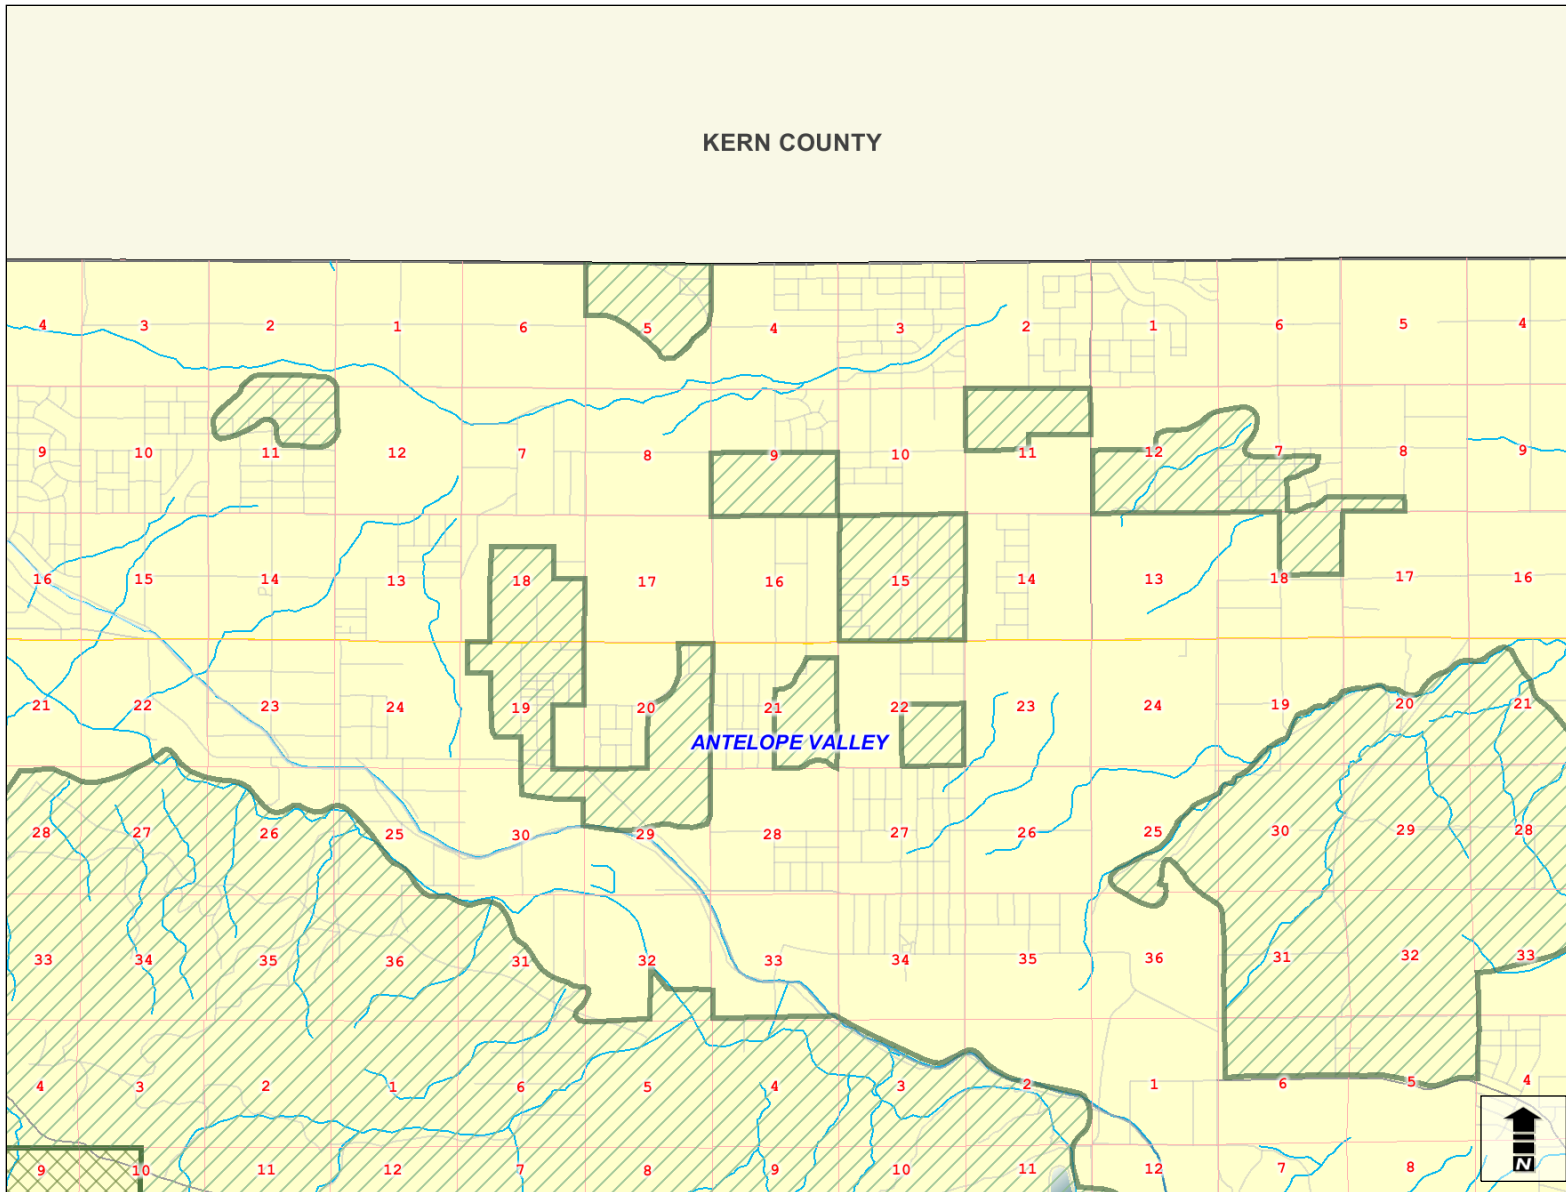 KERN COUNTY
4 3 2 1 6 5 4 3 2 1 6 5 4
9 10 11 12 7 8 9 10 11 12 7 8 9
16 15 14 13 18 17 16 15 14 13 18 17 16
21 22 23 24 19 20 21 22 23 24 19 20 21
ANTELOPE VALLEY
28 27 26 25 30 29 28 27 26 25 30 29 28
33 34 35 36 31 32 33 34 35 36 31 32 33
4 3 2 1 6 5 4 3 2 1 6 5 4
9 10 11 12 7 8 9 10 11 12 7 8
N